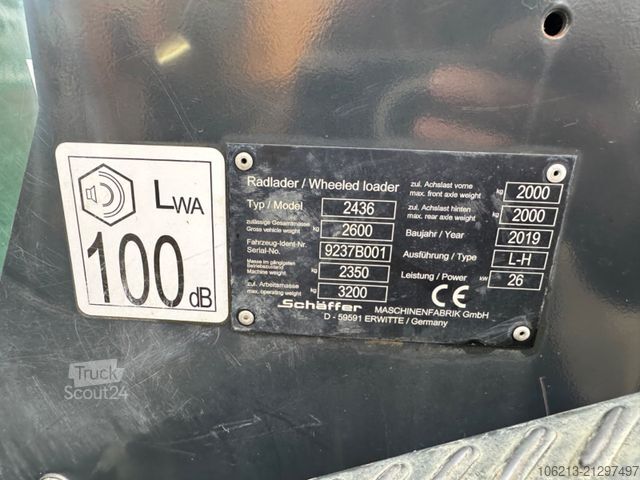 LWA
100 dB
Radlader / Wheeled loader
Typ / Model 2436
zulässige Gesamtmasse
Gross vehicle weight kg 2600
Fahrzeug-Ident-Nr.
Serial-No. 9237B001
Masse im gängigsten
Betriebszustand
Machine weight kg 2350
zul. Arbeitsmasse
max. operating weight kg 3200
zul. Achslast vorne
max. front axle weight kg 2000
zul. Achslast hinten
max. rear axle weight kg 2000
Baujahr / Year 2019
Ausführung / Type L-H
Leistung / Power kW 26
CE
Schäffer MASCHINENFABRIK GmbH
D - 59591 ERWITTE / Germany
Truck
Scout24
106213-21297497